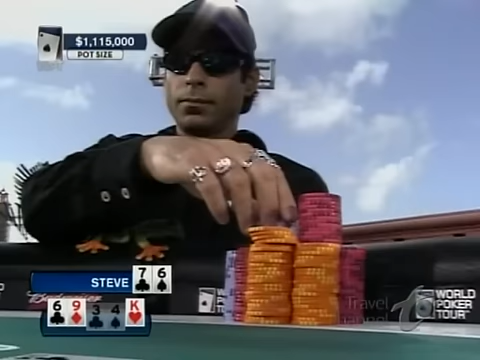 $1,115,000
POT SIZE
STEVE 7 6
6 9 3 4 K
Travel
WORLD
POKER
TOUR